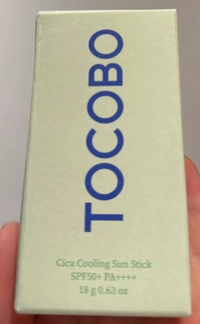 TOCOBO
Cica Cooling Sun Stick
SPF50+ PA++++
18 g 0.63 oz